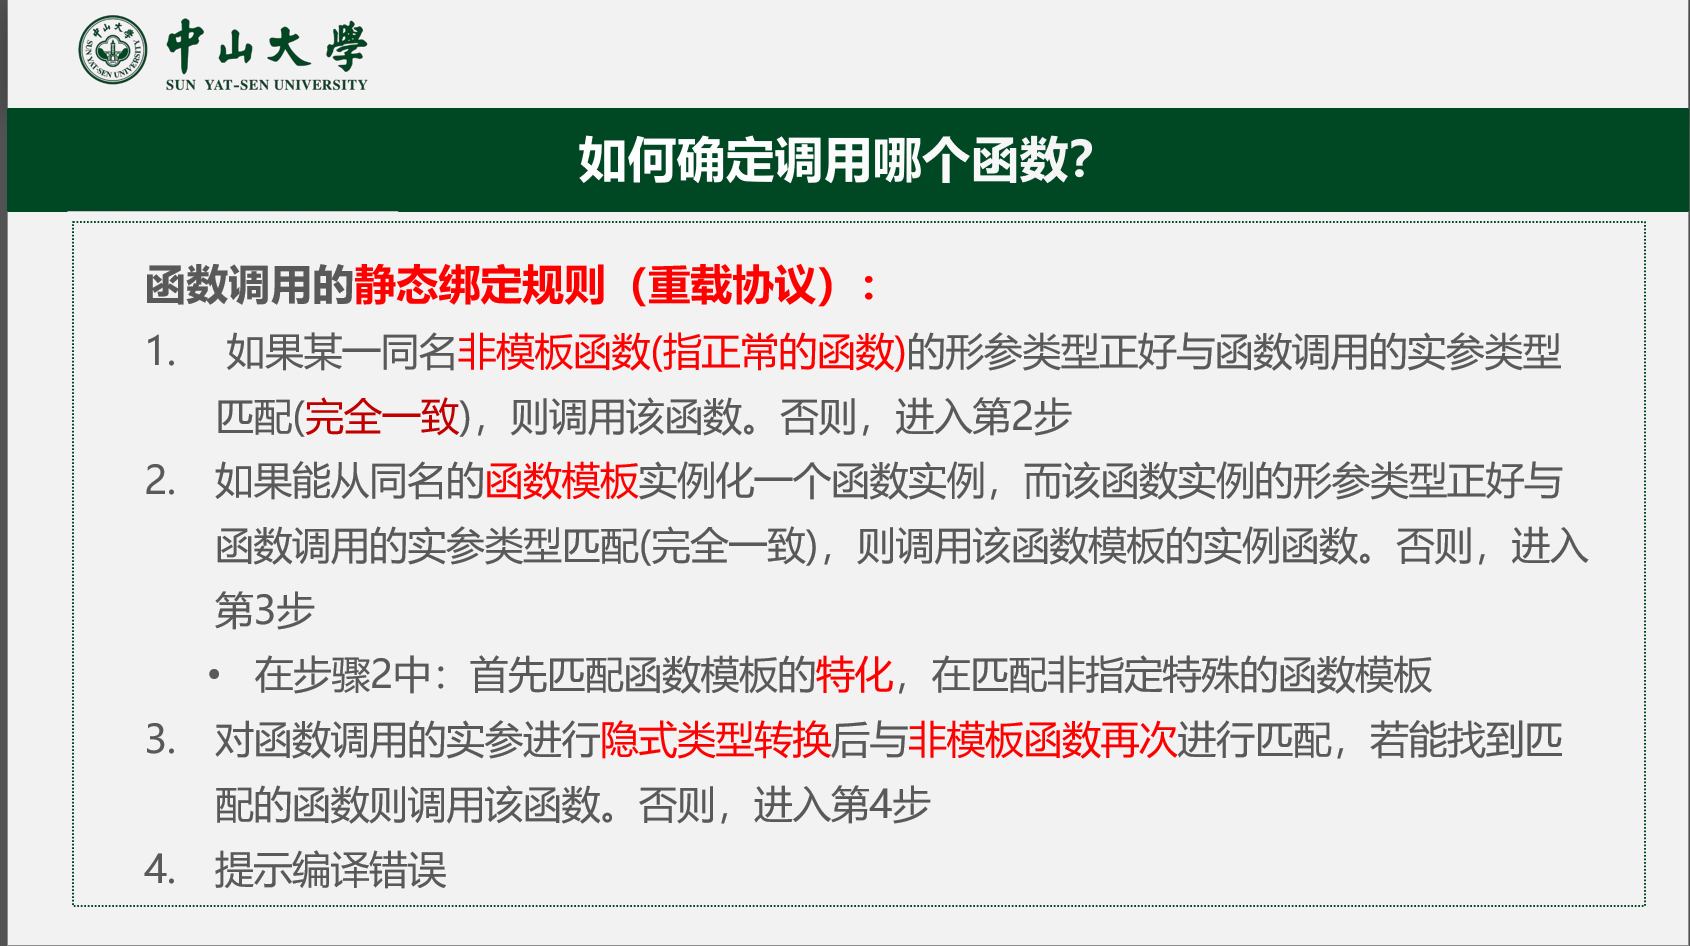 中山大學
SUN YAT-SEN UNIVERSITY
中山大學
SUN YAT-SEN UNIVERSITY
如何确定调用哪个函数?
函数调用的静态绑定规则（重载协议）:
1. 如果某一同名非模板函数(指正常的函数)的形参类型正好与函数调用的实参类型
匹配(完全一致)，则调用该函数。否则，进入第2步
2. 如果能从同名的函数模板实例化一个函数实例，而该函数实例的形参类型正好与
函数调用的实参类型匹配(完全一致)，则调用该函数模板的实例函数。否则，进入
第3步
• 在步骤2中：首先匹配函数模板的特化，在匹配非指定特殊的函数模板
3. 对函数调用的实参进行隐式类型转换后与非模板函数再次进行匹配，若能找到匹
配的函数则调用该函数。否则，进入第4步
4. 提示编译错误